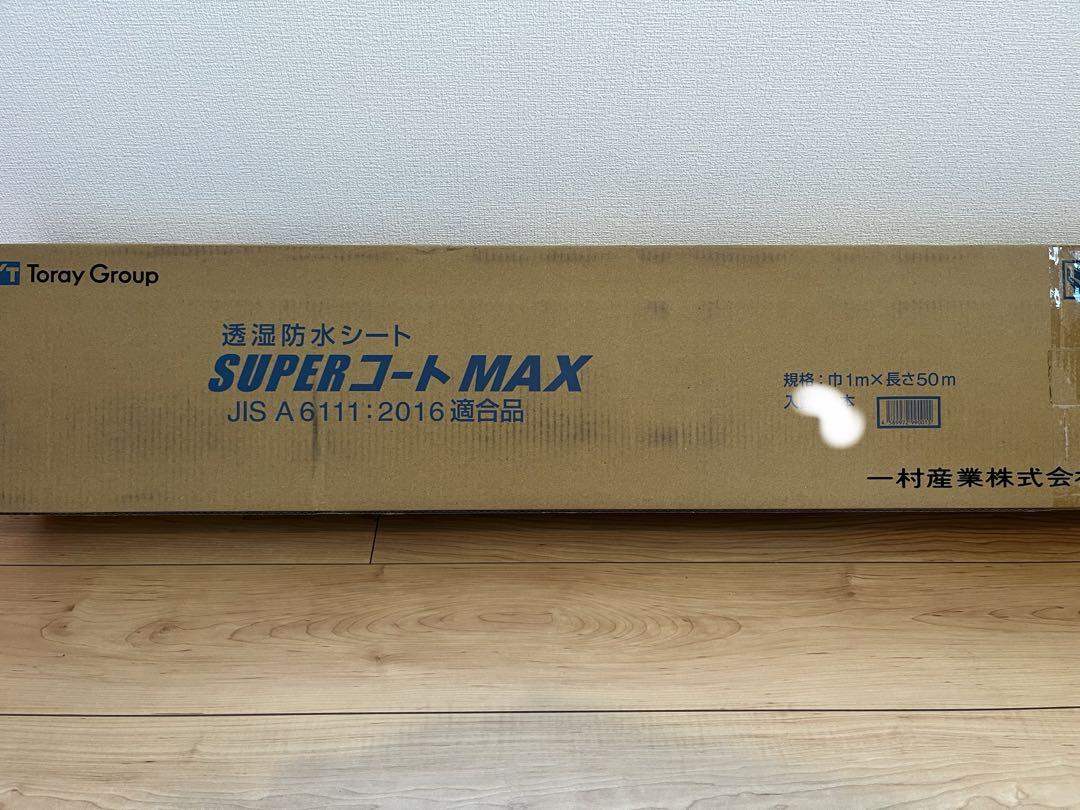 Toray Group
透湿防水シート
SUPERコートMAX
JIS A 6111:2016 適合品
規格:巾1m×長さ50m
入 本
一村産業株式会